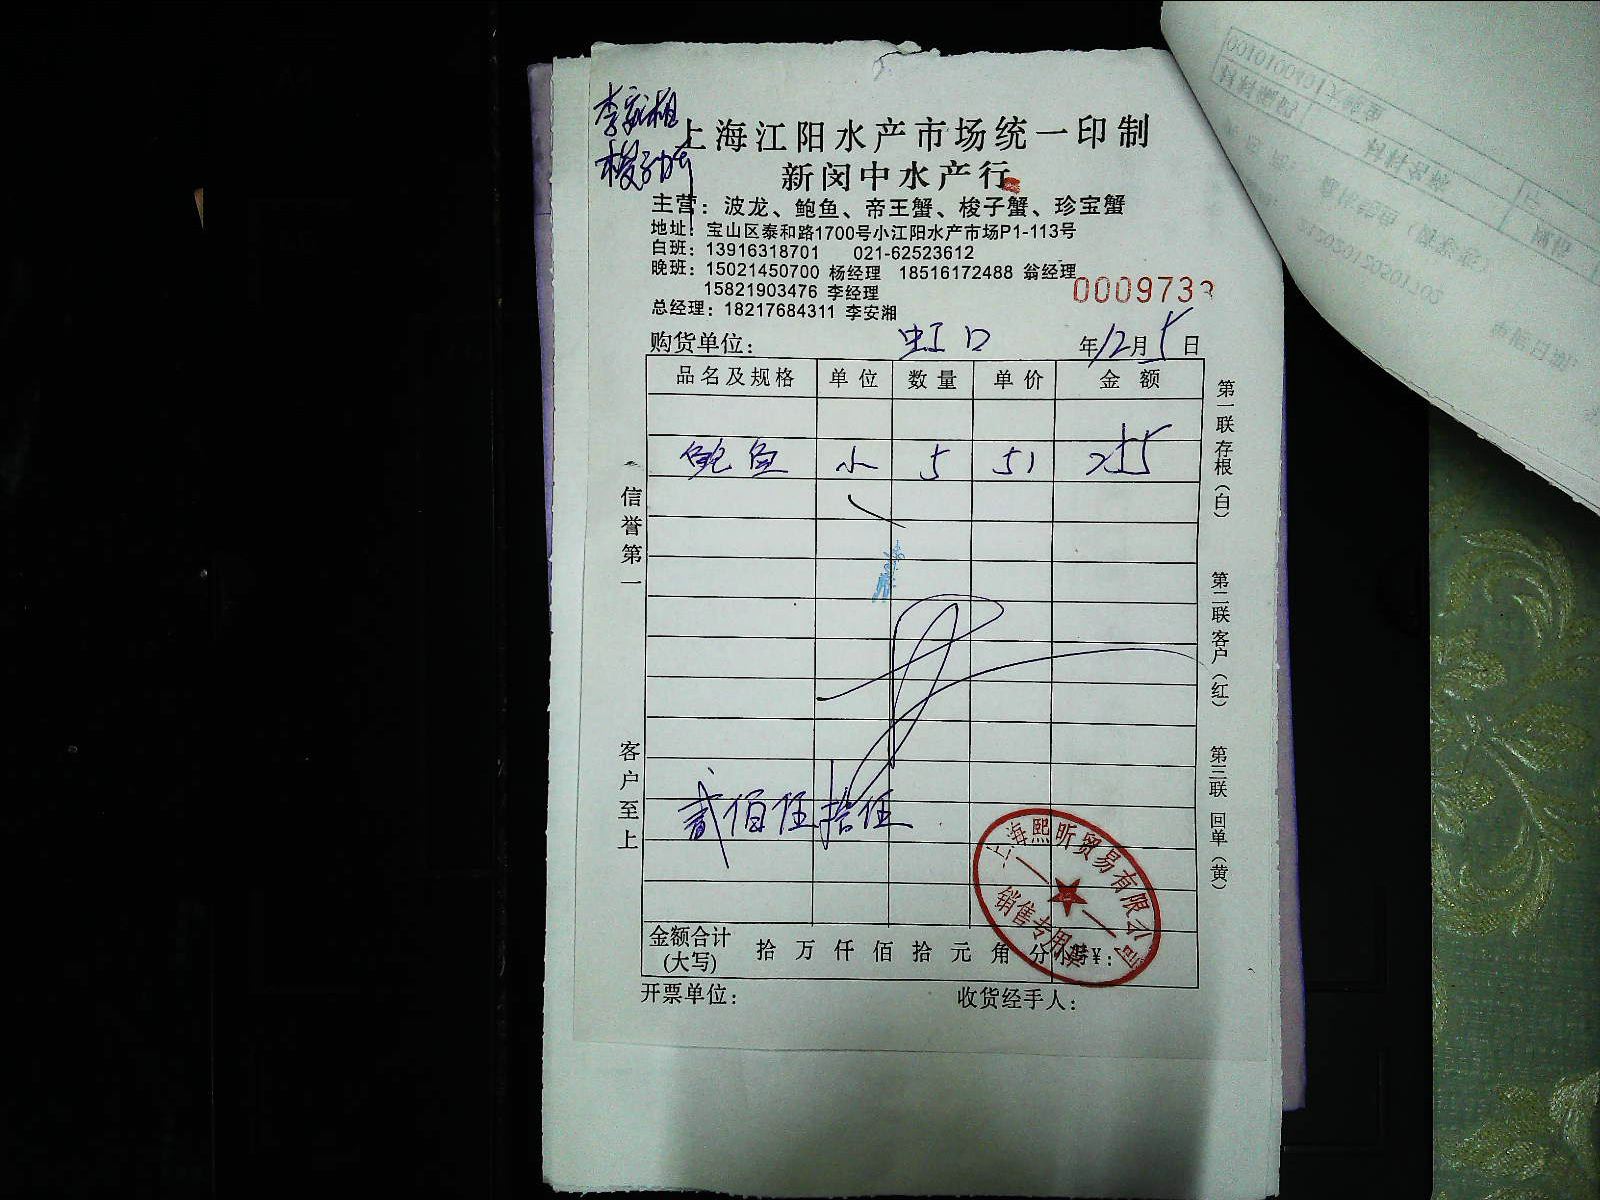 李安湘
梭子蟹
上海江阳水产市场统一印制
新闵中水产行
主营：波龙、鲍鱼、帝王蟹、梭子蟹、珍宝蟹
地址：宝山区泰和路1700号小江阳水产市场P1-113号
白班：13916318701 021-62523612
晚班：15021450700 杨经理 18516172488 翁经理
15821903476 李经理
总经理：18217684311 李安湘
0009733
购货单位： 虹口 年12月5日
品名及规格 单位 数量 单价 金额
鲍鱼 小 5 51 255
贰佰伍拾伍
金额合计(大写) 拾 万 仟 佰 拾 元 角 分 小写¥：
开票单位： 收货经手人：
信誉第一
客户至上
第一联 存根（白）
第二联 客户（红）
第三联 回单（黄）
上海熙昕贸易有限公司
销售专用章